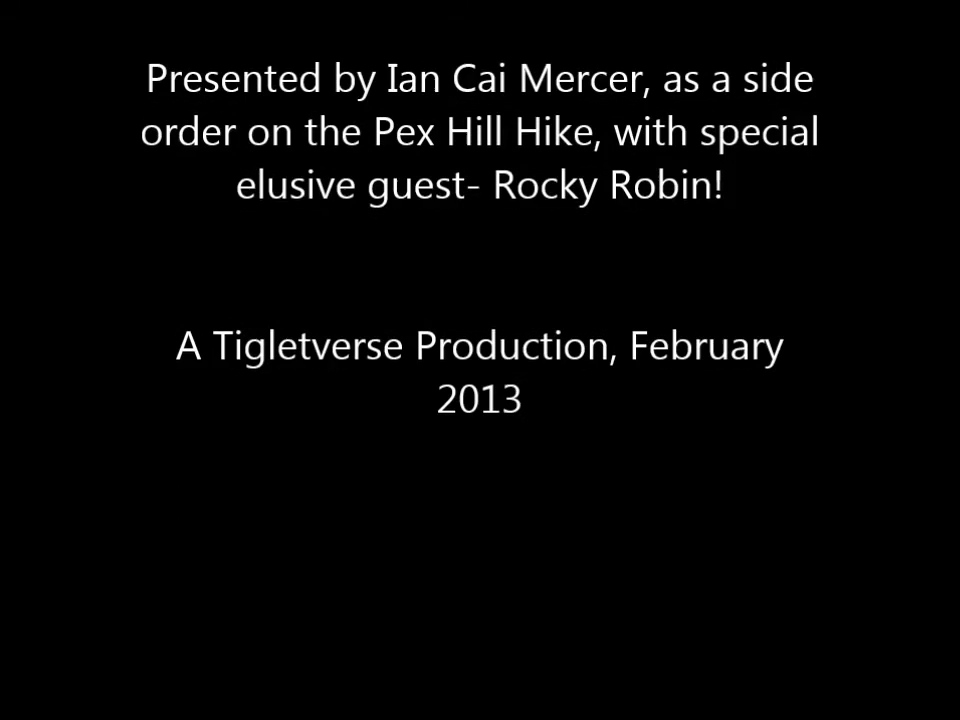 Presented by Ian Cai Mercer, as a side
order on the Pex Hill Hike, with special
elusive guest- Rocky Robin!
A Tigletverse Production, February
2013